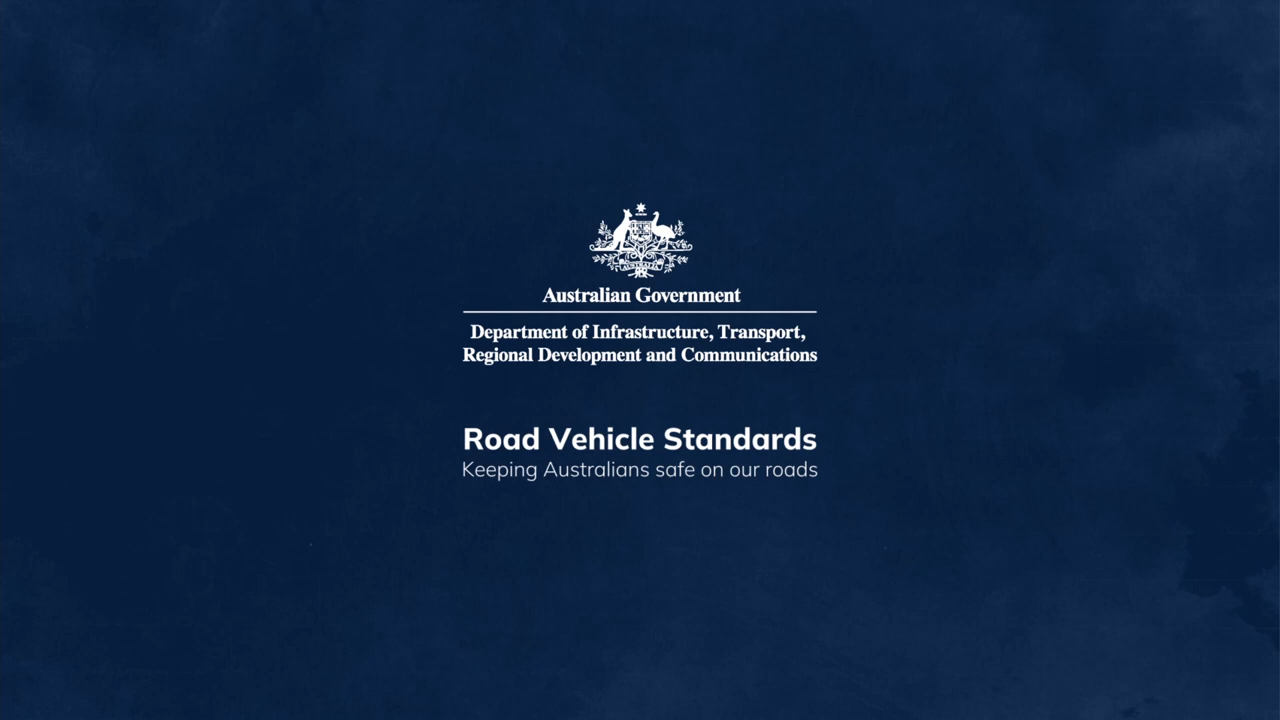 AUSTRALIA
Australian Government
Department of Infrastructure, Transport,
Regional Development and Communications
Road Vehicle Standards
Keeping Australians safe on our roads